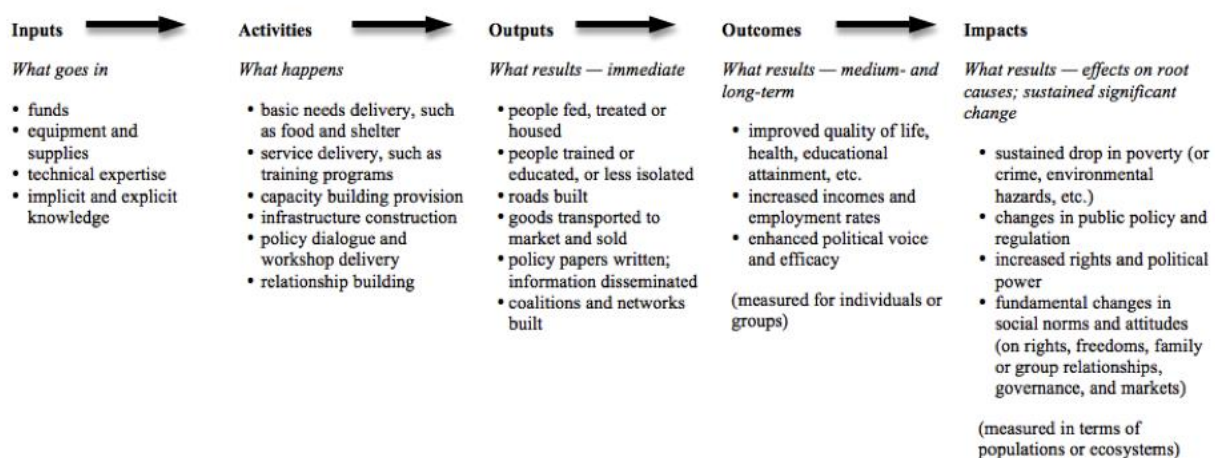 Inputs
What goes in
• funds
• equipment and
supplies
• technical expertise
• implicit and explicit
knowledge
Activities
What happens
• basic needs delivery, such
as food and shelter
• service delivery, such as
training programs
• capacity building provision
• infrastructure construction
• policy dialogue and
workshop delivery
• relationship building
Outputs
What results — immediate
• people fed, treated or
housed
• people trained or
educated, or less isolated
• roads built
• goods transported to
market and sold
• policy papers written;
information disseminated
• coalitions and networks
built
Outcomes
What results — medium- and
long-term
• improved quality of life,
health, educational
attainment, etc.
• increased incomes and
employment rates
• enhanced political voice
and efficacy
(measured for individuals or
groups)
Impacts
What results — effects on root
causes; sustained significant
change
• sustained drop in poverty (or
crime, environmental
hazards, etc.)
• changes in public policy and
regulation
• increased rights and political
power
• fundamental changes in
social norms and attitudes
(on rights, freedoms, family
or group relationships,
governance, and markets)
(measured in terms of
populations or ecosystems)